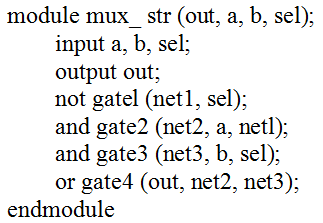 module mux_ str (out, a, b, sel);
input a, b, sel;
output out;
not gatel (net1, sel);
and gate2 (net2, a, netl);
and gate3 (net3, b, sel);
or gate4 (out, net2, net3);
endmodule